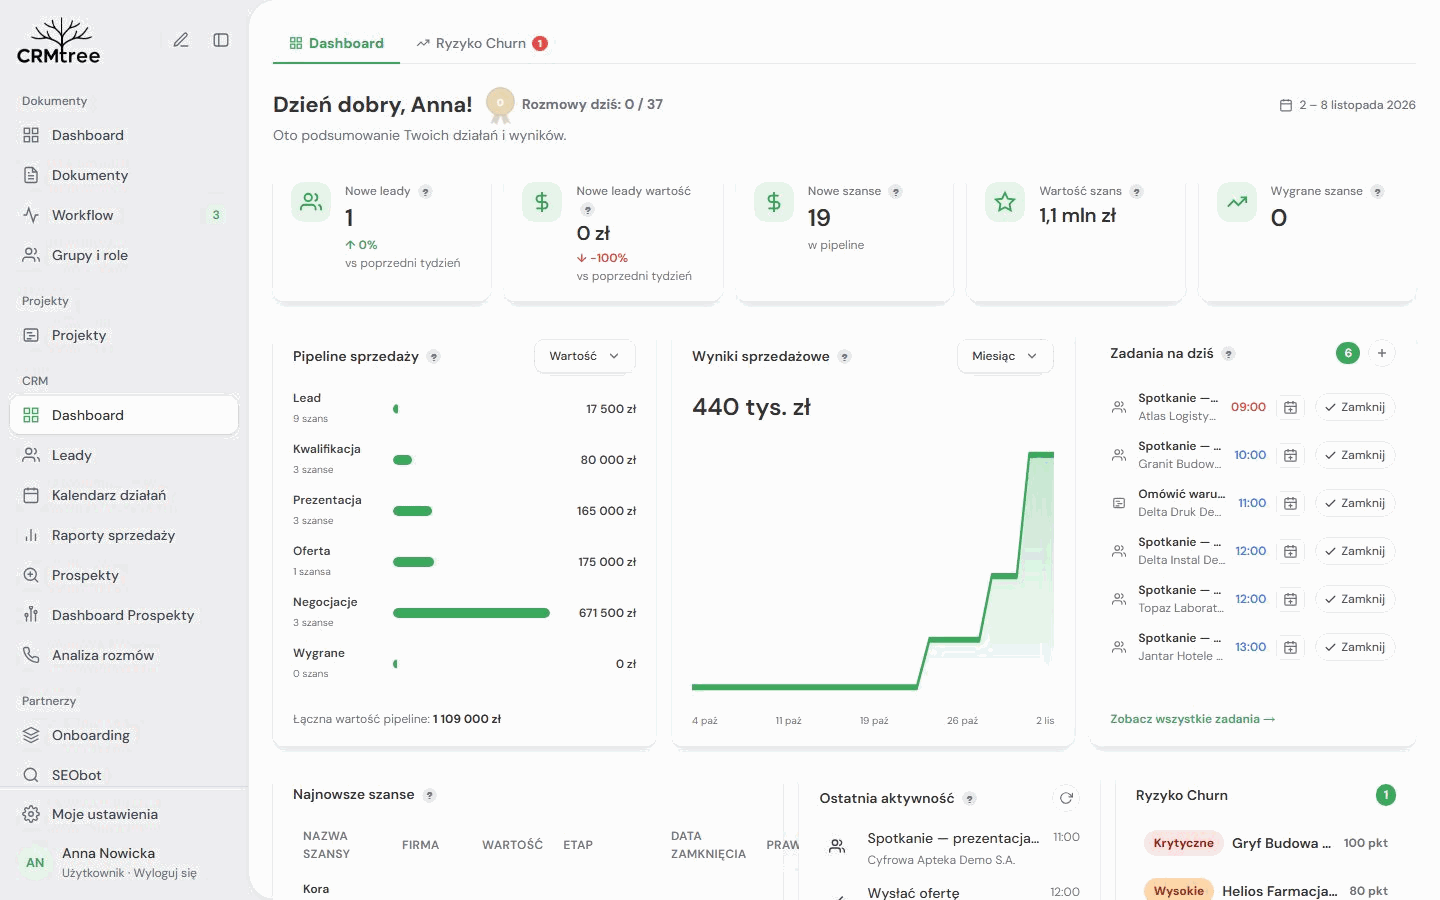 CRMtree
Dokumenty
Dashboard
Dokumenty
Workflow 3
Grupy i role
Projekty
Projekty
CRM
Dashboard
Leady
Kalendarz działań
Raporty sprzedaży
Prospekty
Dashboard Prospekty
Analiza rozmów
Partnerzy
Onboarding
SEObot
Moje ustawienia
AN
Anna Nowicka
Użytkownik · Wyloguj się
Dashboard
Ryzyko Churn 1
Dzień dobry, Anna!
0
Rozmowy dziś: 0 / 37
2 – 8 listopada 2026
Oto podsumowanie Twoich działań i wyników.
Nowe leady ?
1
↑ 0%
vs poprzedni tydzień
Nowe leady wartość
?
0 zł
↓ -100%
vs poprzedni tydzień
Nowe szanse ?
19
w pipeline
Wartość szans ?
1,1 mln zł
Wygrane szanse ?
0
Pipeline sprzedaży ?
Wartość
Lead
9 szans
17 500 zł
Kwalifikacja
3 szanse
80 000 zł
Prezentacja
3 szanse
165 000 zł
Oferta
1 szansa
175 000 zł
Negocjacje
3 szanse
671 500 zł
Wygrane
0 szans
0 zł
Łączna wartość pipeline: 1 109 000 zł
Wyniki sprzedażowe ?
Miesiąc
440 tys. zł
4 paź 11 paź 19 paź 26 paź 2 lis
Zadania na dziś ?
6 +
Spotkanie —...
Atlas Logisty...
09:00
Zamknij
Spotkanie — ...
Granit Budow...
10:00
Zamknij
Omówić waru...
Delta Druk De...
11:00
Zamknij
Spotkanie — ...
Delta Instal De...
12:00
Zamknij
Spotkanie — ...
Topaz Laborat...
12:00
Zamknij
Spotkanie — ...
Jantar Hotele ...
13:00
Zamknij
Zobacz wszystkie zadania →
Najnowsze szanse ?
NAZWA SZANSY FIRMA WARTOŚĆ ETAP DATA ZAMKNIĘCIA PRAW
Kora
Ostatnia aktywność ?
Spotkanie — prezentacja... 11:00
Cyfrowa Apteka Demo S.A.
Wysłać ofertę 12:00
Ryzyko Churn 1
Krytyczne Gryf Budowa ... 100 pkt
Wysokie Helios Farmacja... 80 pkt